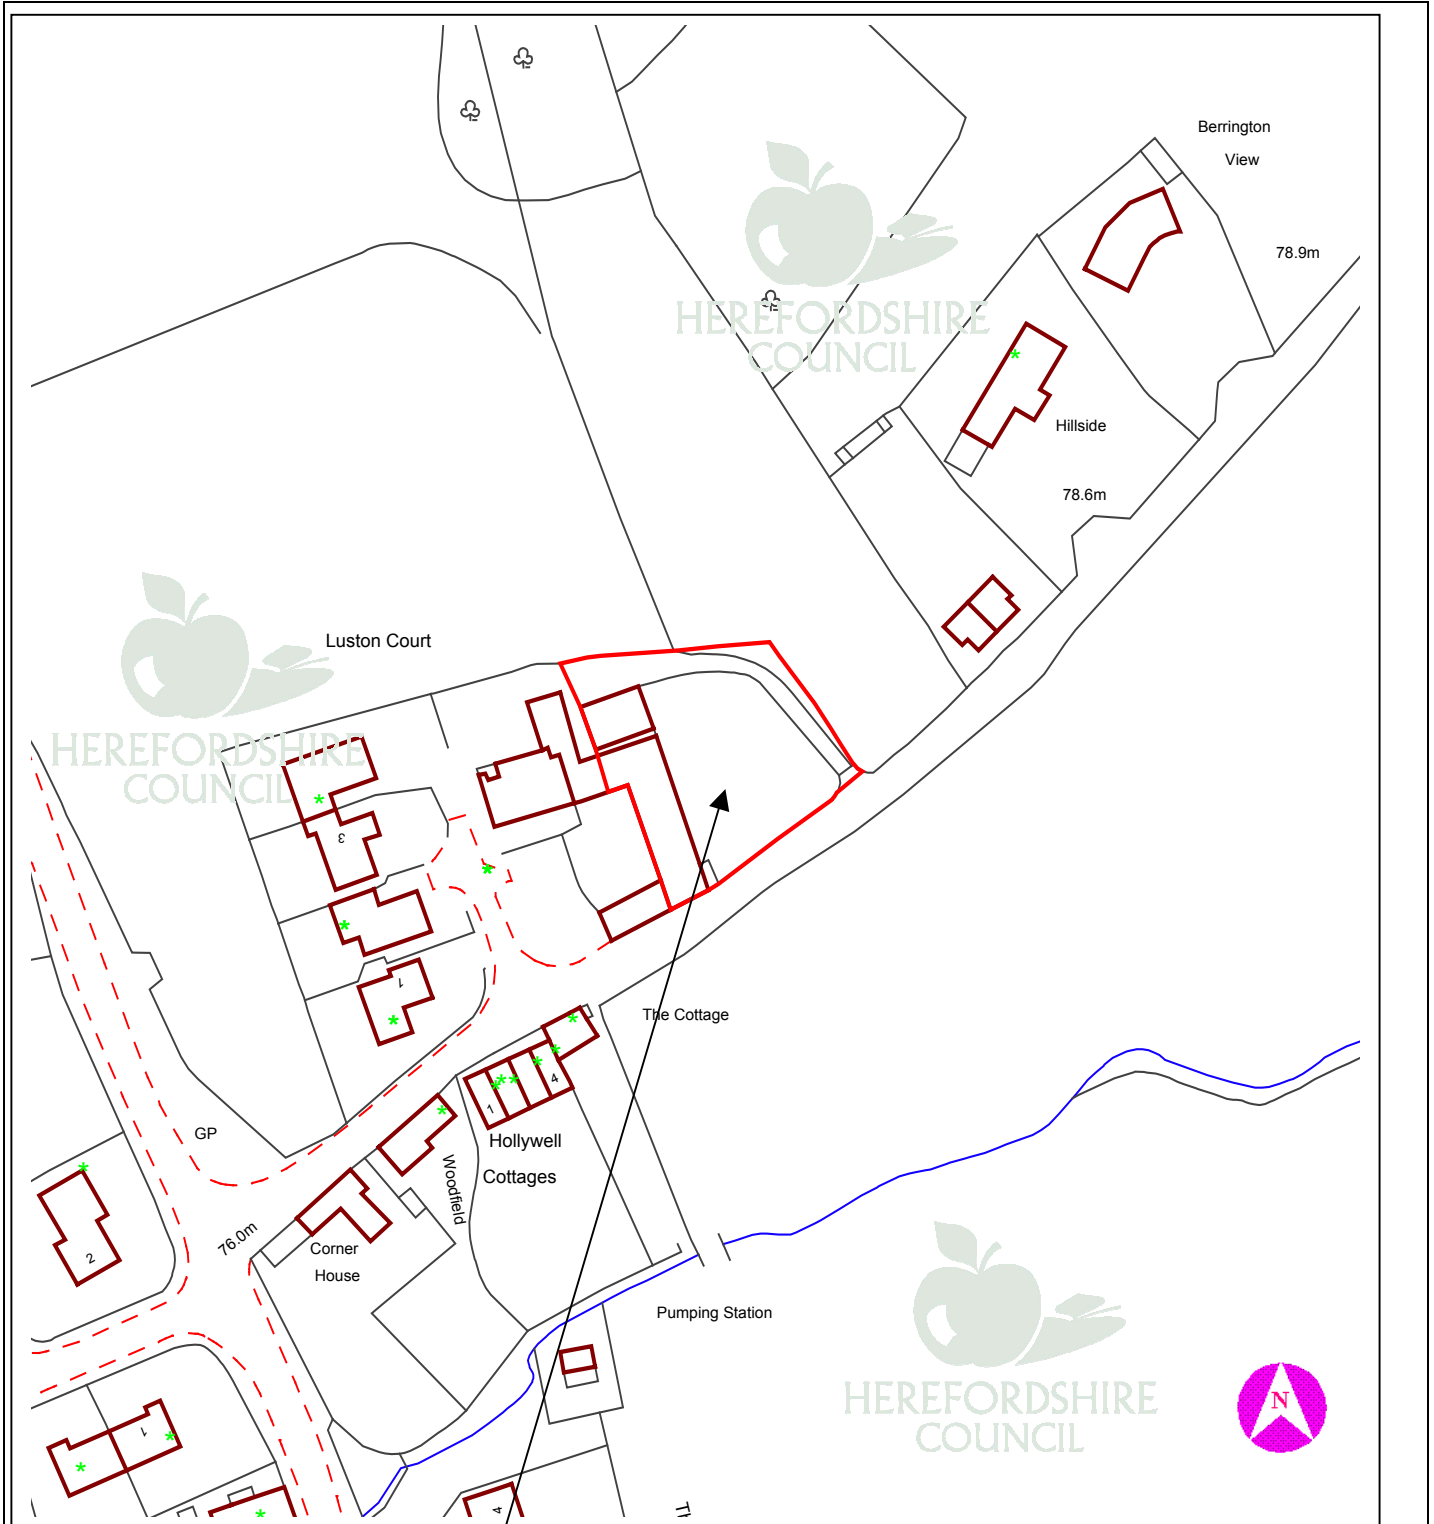 Berrington
View
78.9m
HEREFORDSHIRE
COUNCIL
Hillside
78.6m
Luston Court
HEREFORDSHIRE
COUNCIL
3
1
The Cottage
4
1
GP
Hollywell
Cottages
Woodfield
76.0m
Corner
House
2
Pumping Station
HEREFORDSHIRE
COUNCIL
N
1
4